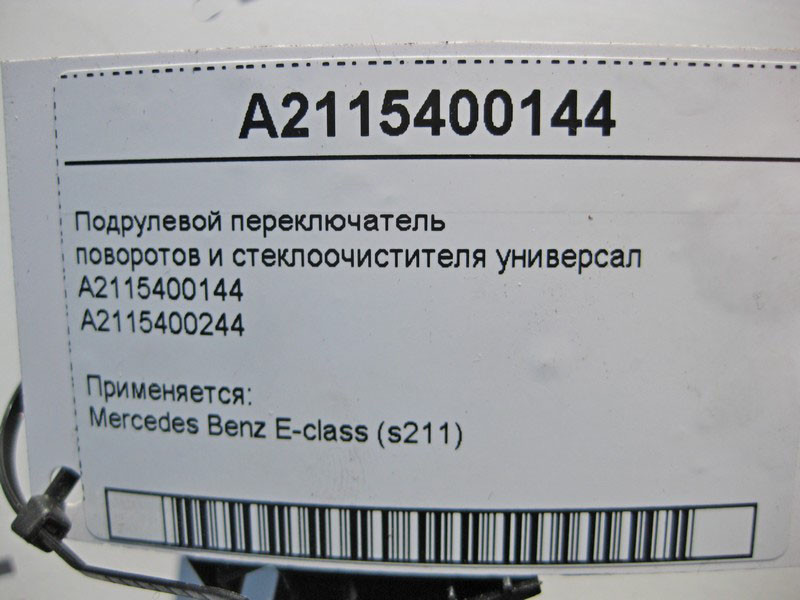 A2115400144
Подрулевой переключатель
поворотов и стеклоочистителя универсал
A2115400144
A2115400244
Применяется:
Mercedes Benz E-class (s211)